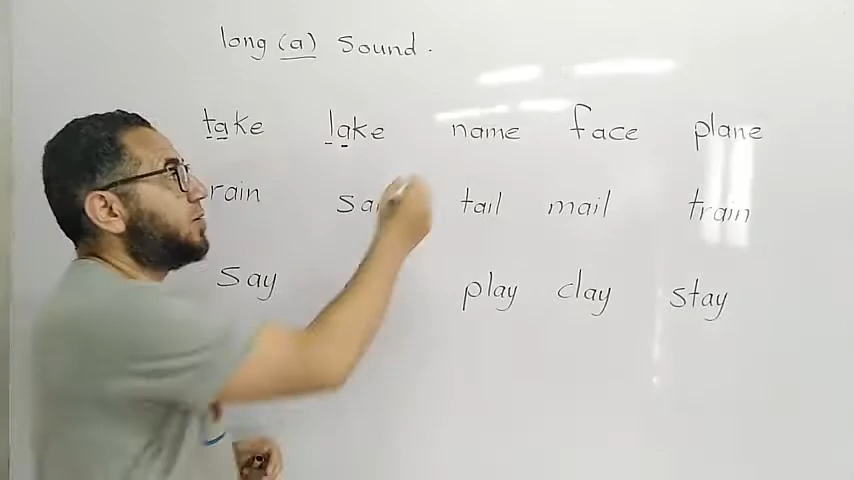 long (a) sound.
take lake name face plane
rain tail mail train
say play clay stay